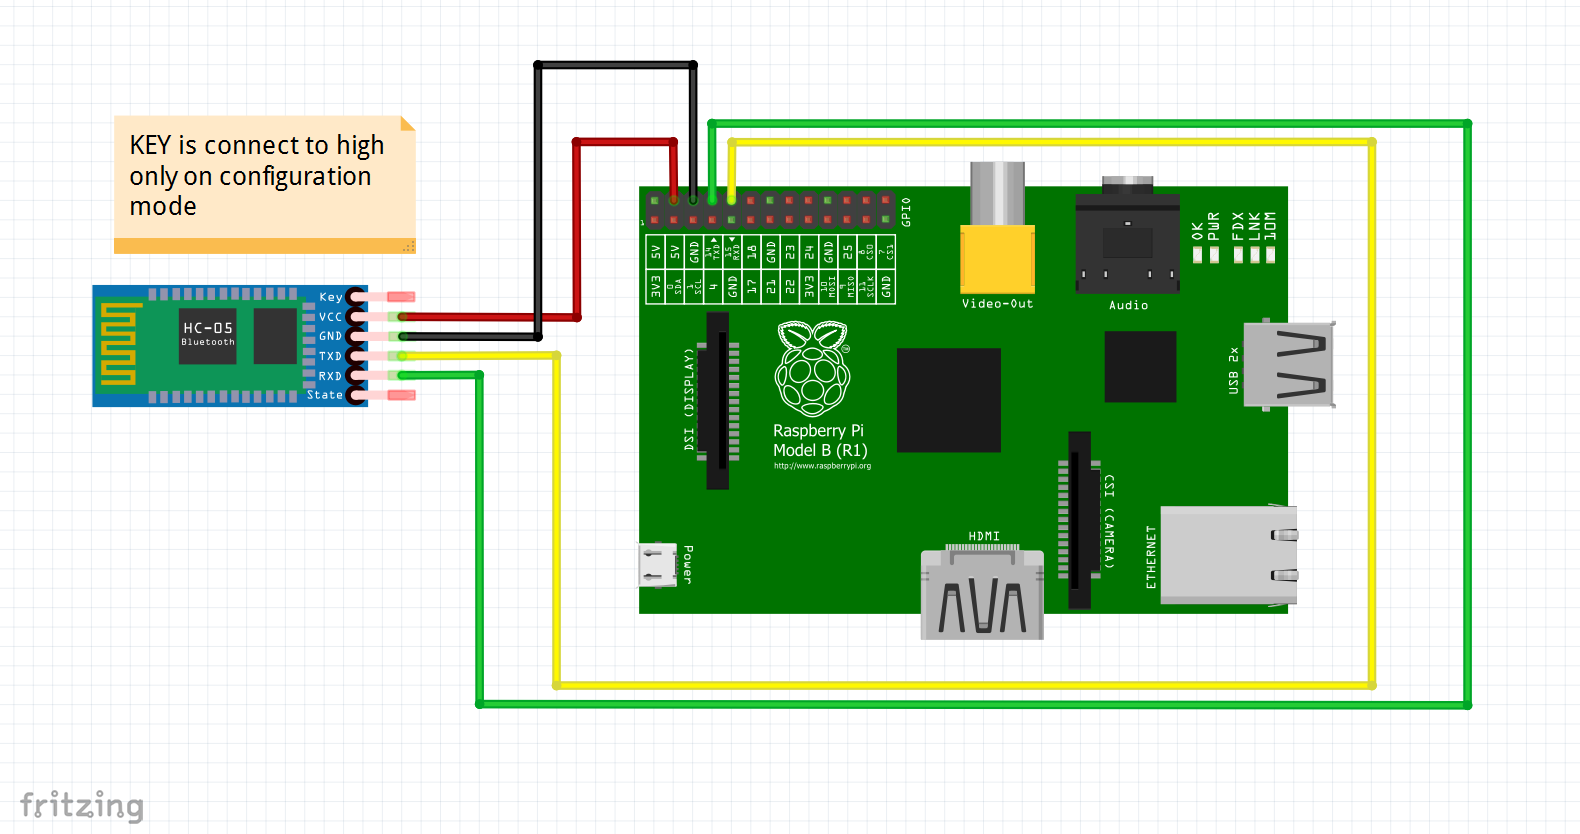 KEY is connect to high
only on configuration
mode
Key
VCC
GND
TXD
RXD
State
HC-05
Bluetooth
1
GPIO
5V 5V GND 14 TXD 15 RXD 18 GND 23 24 GND 25 8 CS0 7 CS1
3V3 0 SDA 1 SCL 4 GND 17 21 22 3V3 10 MOSI 9 MISO 11 SCLK GND
Video-Out
Audio
OK
PWR
FDX
LNK
10M
DSI (DISPLAY)
TM
Raspberry Pi
Model B (R1)
http://www.raspberrypi.org
USB 2x
CSI (CAMERA)
Power
HDMI
ETHERNET
fritzing